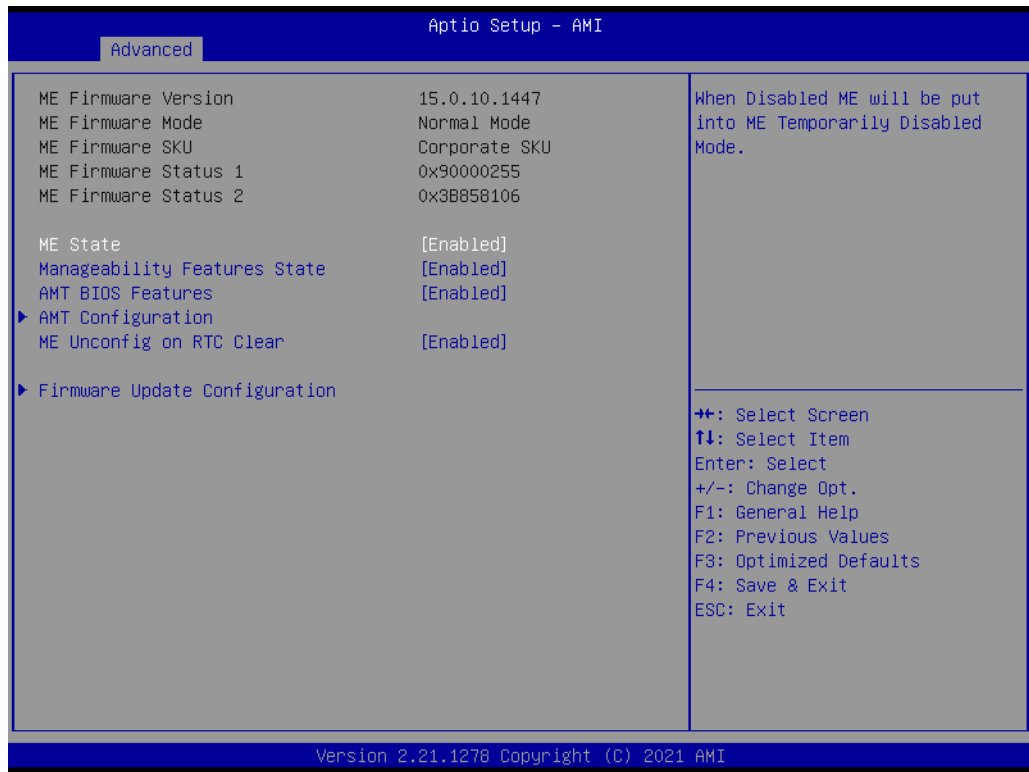 Aptio Setup – AMI
Advanced
ME Firmware Version 15.0.10.1447
ME Firmware Mode Normal Mode
ME Firmware SKU Corporate SKU
ME Firmware Status 1 0x90000255
ME Firmware Status 2 0x3B858106
ME State [Enabled]
Manageability Features State [Enabled]
AMT BIOS Features [Enabled]
AMT Configuration
ME Unconfig on RTC Clear [Enabled]
Firmware Update Configuration
When Disabled ME will be put
into ME Temporarily Disabled
Mode.
→←: Select Screen
↑↓: Select Item
Enter: Select
+/-: Change Opt.
F1: General Help
F2: Previous Values
F3: Optimized Defaults
F4: Save & Exit
ESC: Exit
Version 2.21.1278 Copyright (C) 2021 AMI